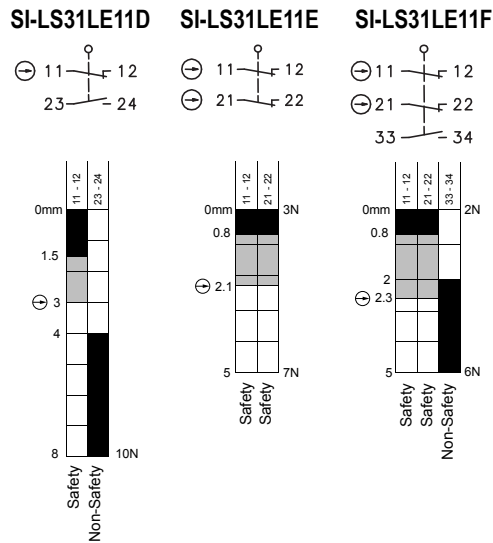 SI-LS31LE11D SI-LS31LE11E SI-LS31LE11F
11 12
23 24
11 12
21 22
11 12
21 22
33 34
11 - 12 23 - 24
0mm
1.5
3
4
8 10N
Safety Non-Safety
11 - 12 21 - 22
0mm 3N
0.8
2.1
5 7N
Safety Safety
11 - 12 21 - 22 33 - 34
0mm 2N
0.8
2
2.3
5 6N
Safety Safety Non-Safety